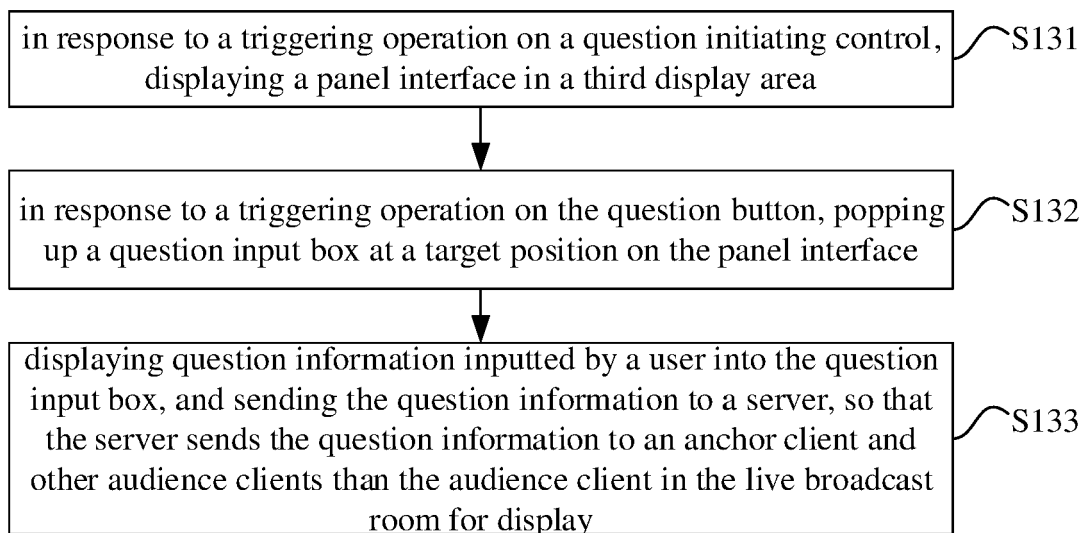 in response to a triggering operation on a question initiating control,
displaying a panel interface in a third display area
S131
in response to a triggering operation on the question button, popping
up a question input box at a target position on the panel interface
S132
displaying question information inputted by a user into the question
input box, and sending the question information to a server, so that
the server sends the question information to an anchor client and
other audience clients than the audience client in the live broadcast
room for display
S133